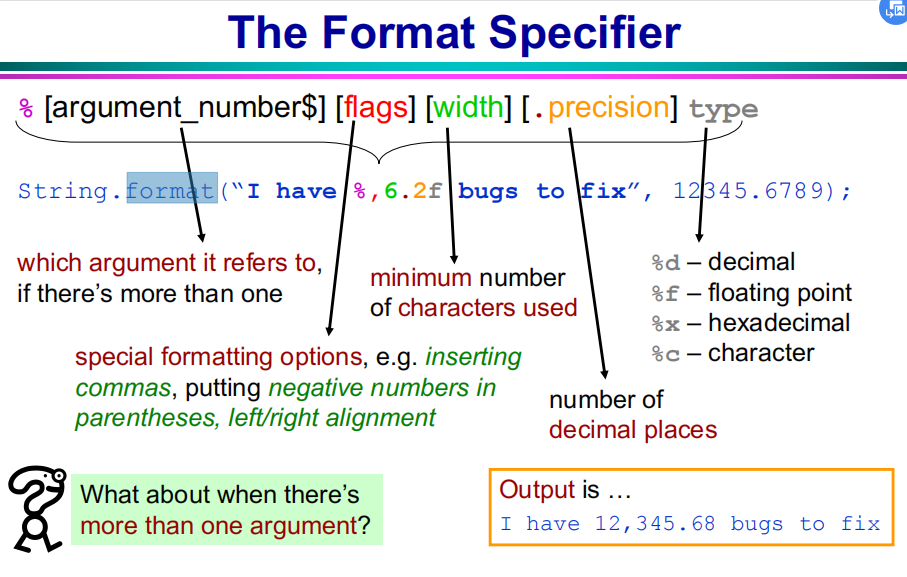 The Format Specifier
% [argument_number$] [flags] [width] [.precision] type
String.format(“I have %,6.2f bugs to fix”, 12345.6789);
which argument it refers to,
if there’s more than one
minimum number
of characters used
%d – decimal
%f – floating point
%x – hexadecimal
%c – character
special formatting options, e.g. inserting
commas, putting negative numbers in
parentheses, left/right alignment
number of
decimal places
What about when there’s
more than one argument?
Output is …
I have 12,345.68 bugs to fix